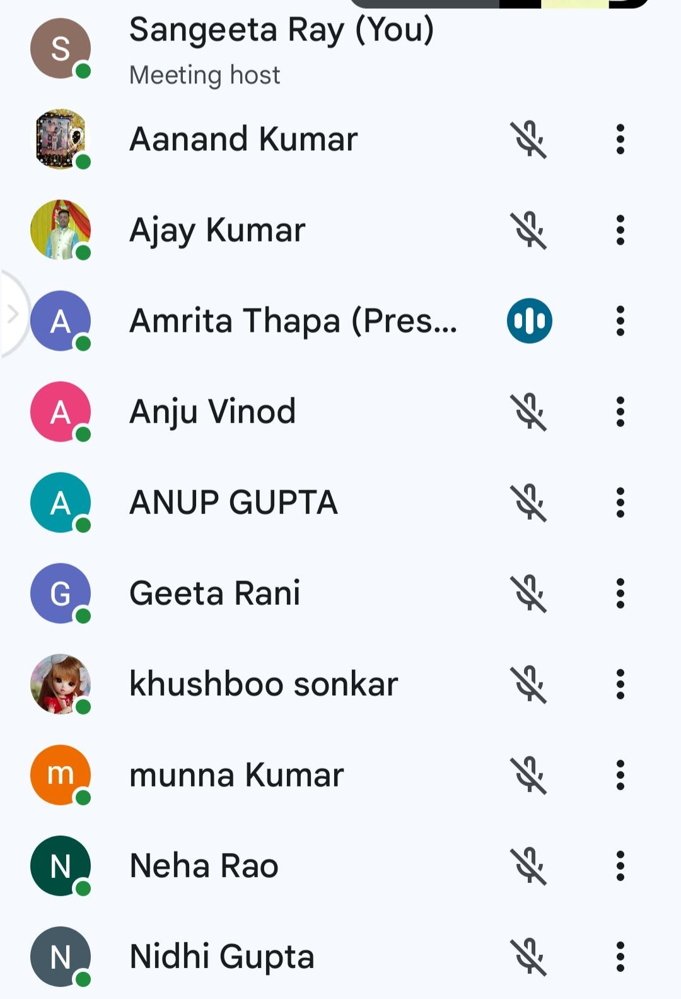 S
Sangeeta Ray (You)
Meeting host
Aanand Kumar
Ajay Kumar
A
Amrita Thapa (Pres...
A
Anju Vinod
A
ANUP GUPTA
G
Geeta Rani
khushboo sonkar
m
munna Kumar
N
Neha Rao
N
Nidhi Gupta